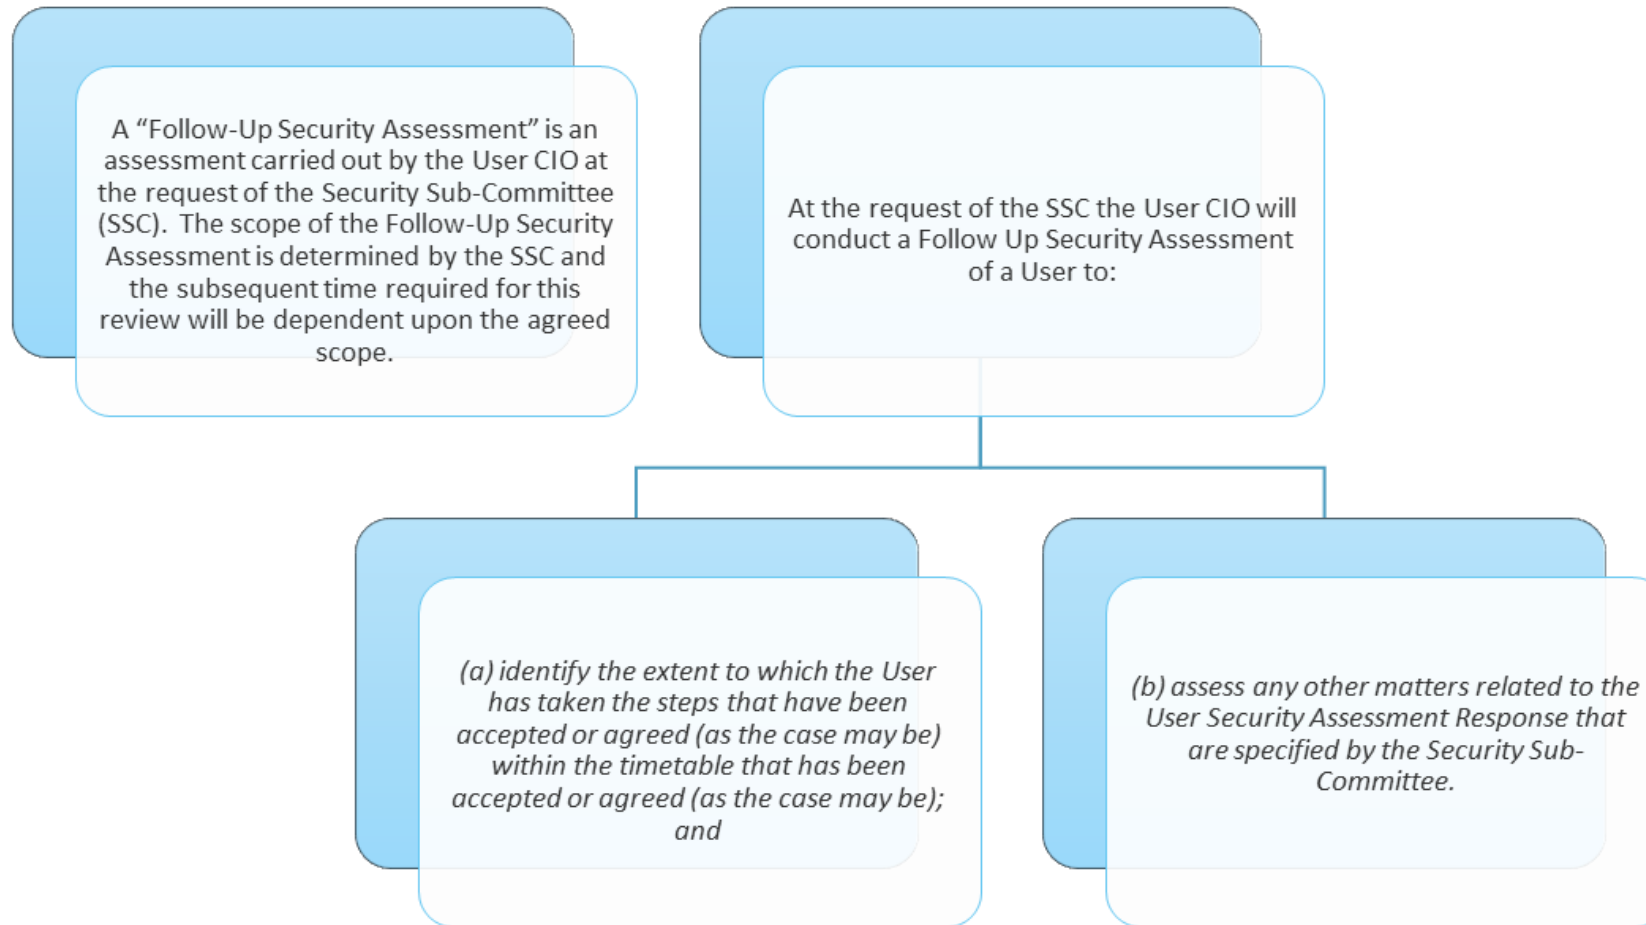 A “Follow-Up Security Assessment” is an
assessment carried out by the User CIO at
the request of the Security Sub-Committee
(SSC).  The scope of the Follow-Up Security
Assessment is determined by the SSC and
the subsequent time required for this
review will be dependent upon the agreed
scope.
At the request of the SSC the User CIO will
conduct a Follow Up Security Assessment
of a User to:
(a) identify the extent to which the User
has taken the steps that have been
accepted or agreed (as the case may be)
within the timetable that has been
accepted or agreed (as the case may be);
and
(b) assess any other matters related to the
User Security Assessment Response that
are specified by the Security Sub-
Committee.